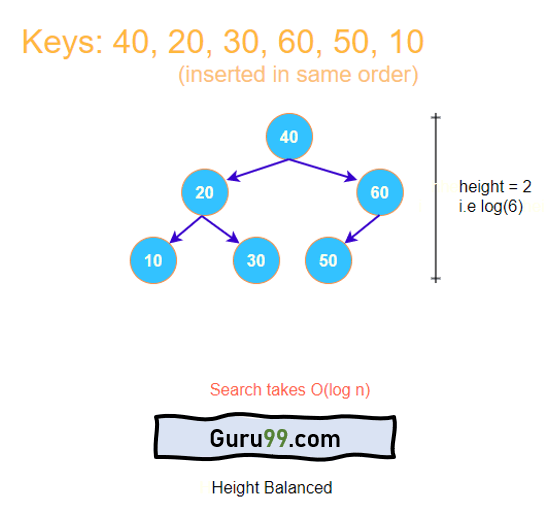 Keys: 40, 20, 30, 60, 50, 10
(inserted in same order)
40
20
60
height = 2
i.e log(6)
10
30
50
Search takes O(log n)
Guru99.com
Height Balanced